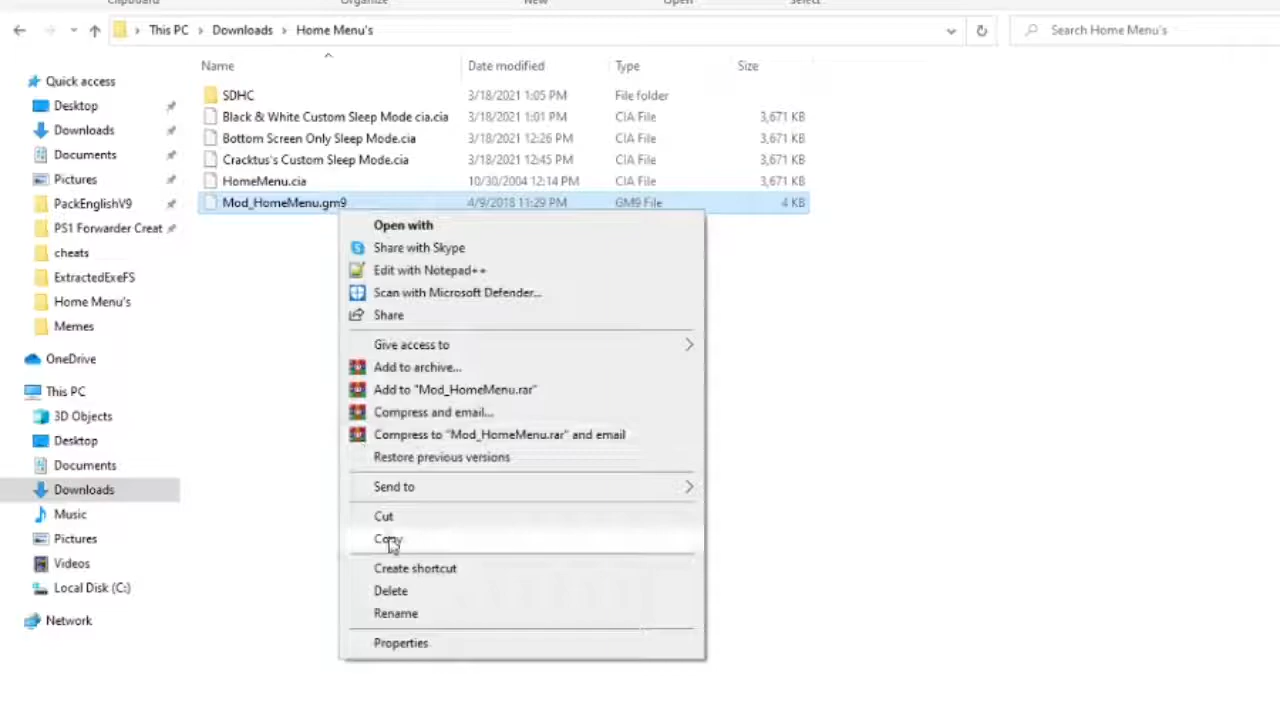 Clipboard
Organize
New
Open
Select
This PC > Downloads > Home Menu's
Search Home Menu's
Name
Date modified
Type
Size
Quick access
Desktop
Downloads
Documents
Pictures
PackEnglishV9
PS1 Forwarder Creat
cheats
ExtractedExeFS
Home Menu's
Memes
OneDrive
This PC
3D Objects
Desktop
Documents
Downloads
Music
Pictures
Videos
Local Disk (C:)
Network
SDHC 3/18/2021 1:05 PM File folder
Black & White Custom Sleep Mode cia.cia 3/18/2021 1:01 PM CIA File 3,671 KB
Bottom Screen Only Sleep Mode.cia 3/18/2021 12:26 PM CIA File 3,671 KB
Cracktus's Custom Sleep Mode.cia 3/18/2021 12:45 PM CIA File 3,671 KB
HomeMenu.cia 10/30/2004 12:14 PM CIA File 3,671 KB
Mod_HomeMenu.gm9 4/9/2018 11:29 PM GM9 File 4 KB
Open with
Share with Skype
Edit with Notepad++
Scan with Microsoft Defender...
Share
Give access to
Add to archive...
Add to "Mod_HomeMenu.rar"
Compress and email...
Compress to "Mod_HomeMenu.rar" and email
Restore previous versions
Send to
Cut
Copy
Create shortcut
Delete
Rename
Properties